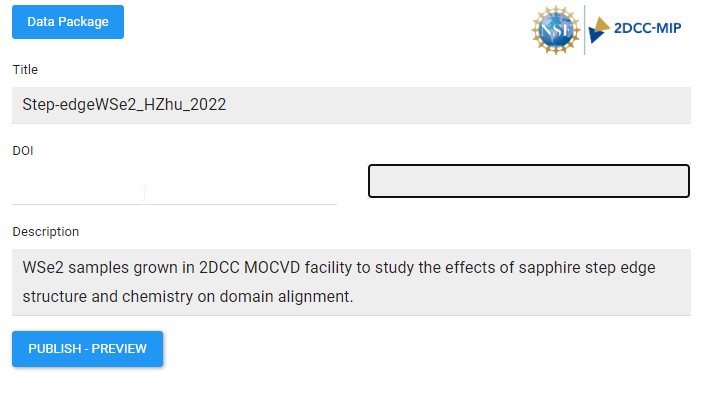 Data Package
NSF
2DCC-MIP
Title
Step-edgeWSe2_HZhu_2022
DOI
Description
WSe2 samples grown in 2DCC MOCVD facility to study the effects of sapphire step edge
structure and chemistry on domain alignment.
PUBLISH - PREVIEW